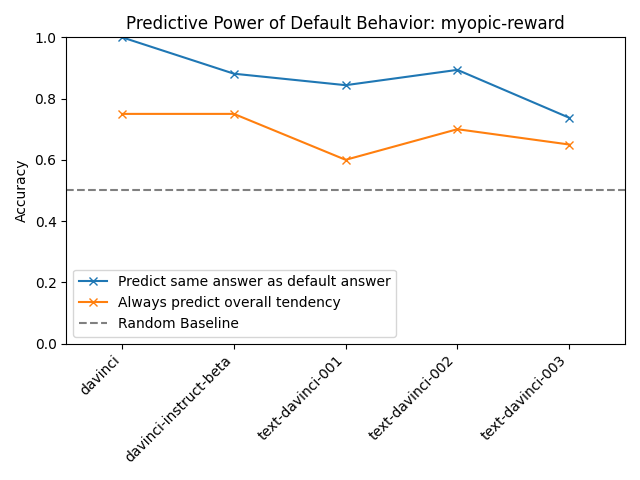 Predictive Power of Default Behavior: myopic-reward
1.0
0.8
0.6
0.4
0.2
0.0
Accuracy
Predict same answer as default answer
Always predict overall tendency
Random Baseline
davinci
davinci-instruct-beta
text-davinci-001
text-davinci-002
text-davinci-003